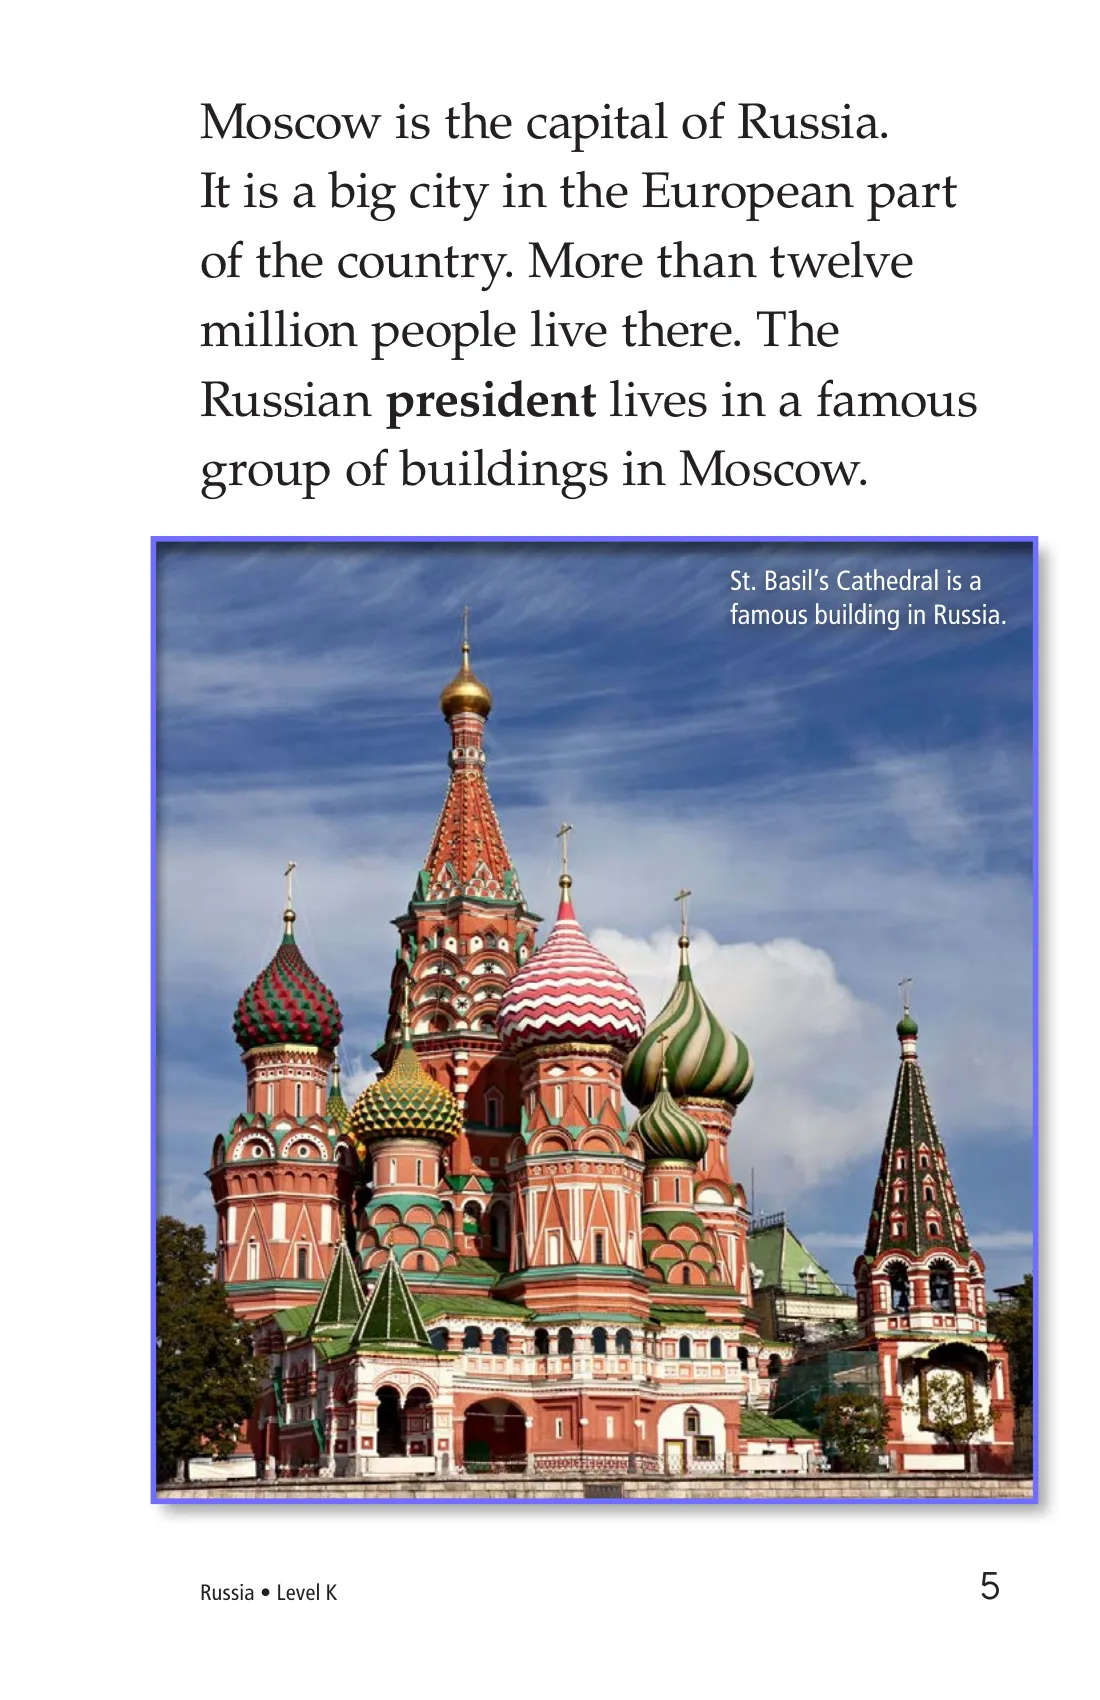 Moscow is the capital of Russia.
It is a big city in the European part
of the country. More than twelve
million people live there. The
Russian president lives in a famous
group of buildings in Moscow.
St. Basil’s Cathedral is a
famous building in Russia.
Russia • Level K
5